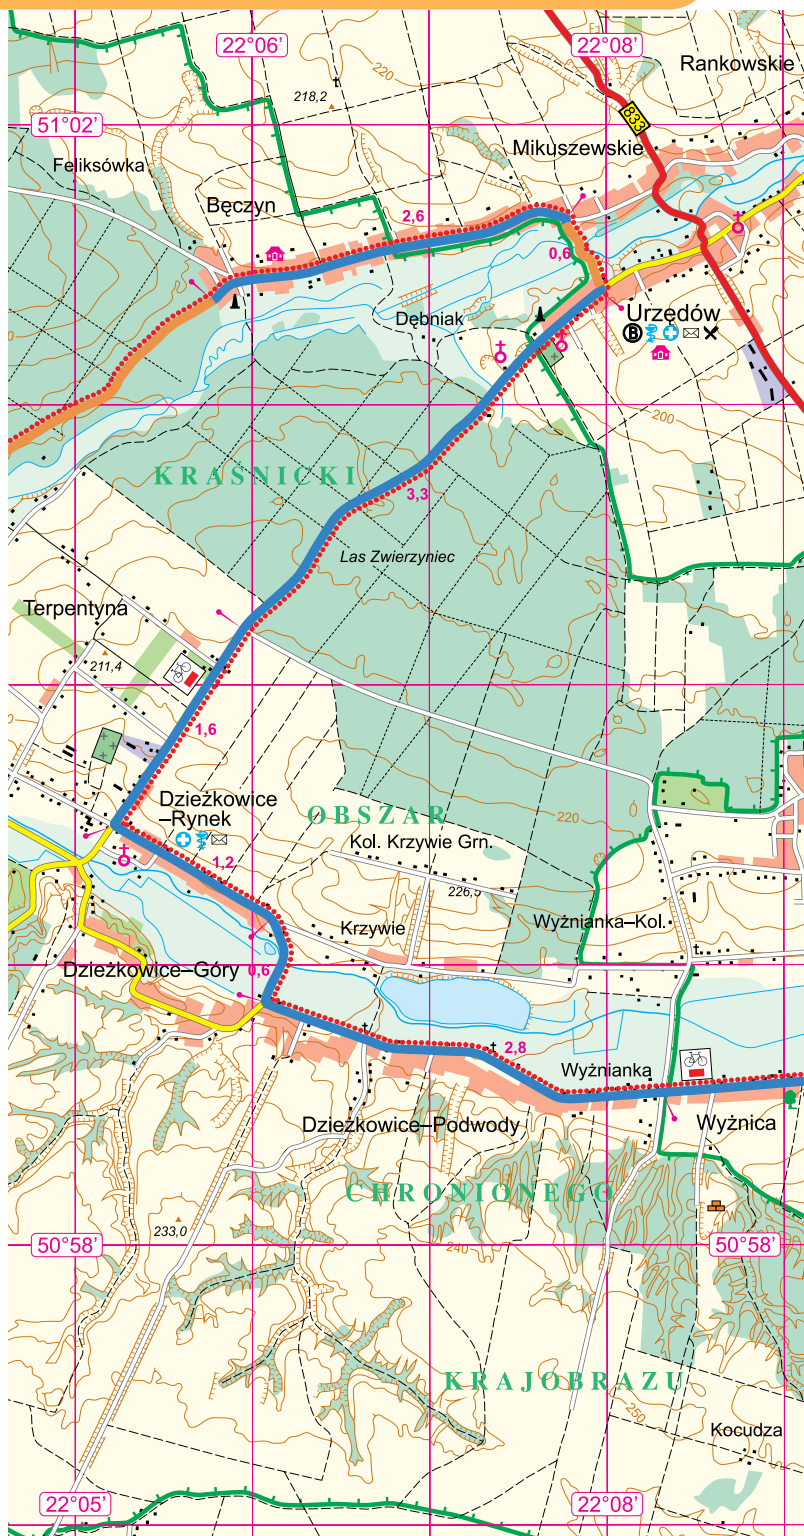 22°06'
22°08'
Rankowskie
220
218,2
833
51°02'
Mikuszewskie
Feliksówka
Bęczyn
2,6
0,6
Dębniak
Urzędów
B
200
KRAŚNICKI
3,3
Las Zwierzyniec
Terpentyna
211,4
1,6
Dzieżkowice
–Rynek
OBSZAR
220
Kol. Krzywie Grn.
1,2
226,5
Krzywie
Wyżnianka–Kol.
Dzieżkowice–Góry
0,6
2,8
Wyżnianka
Dzieżkowice–Podwody
Wyżnica
CHRONIONEGO
233,0
240
50°58'
50°58'
KRAJOBRAZU
250
Kocudza
22°05'
22°08'